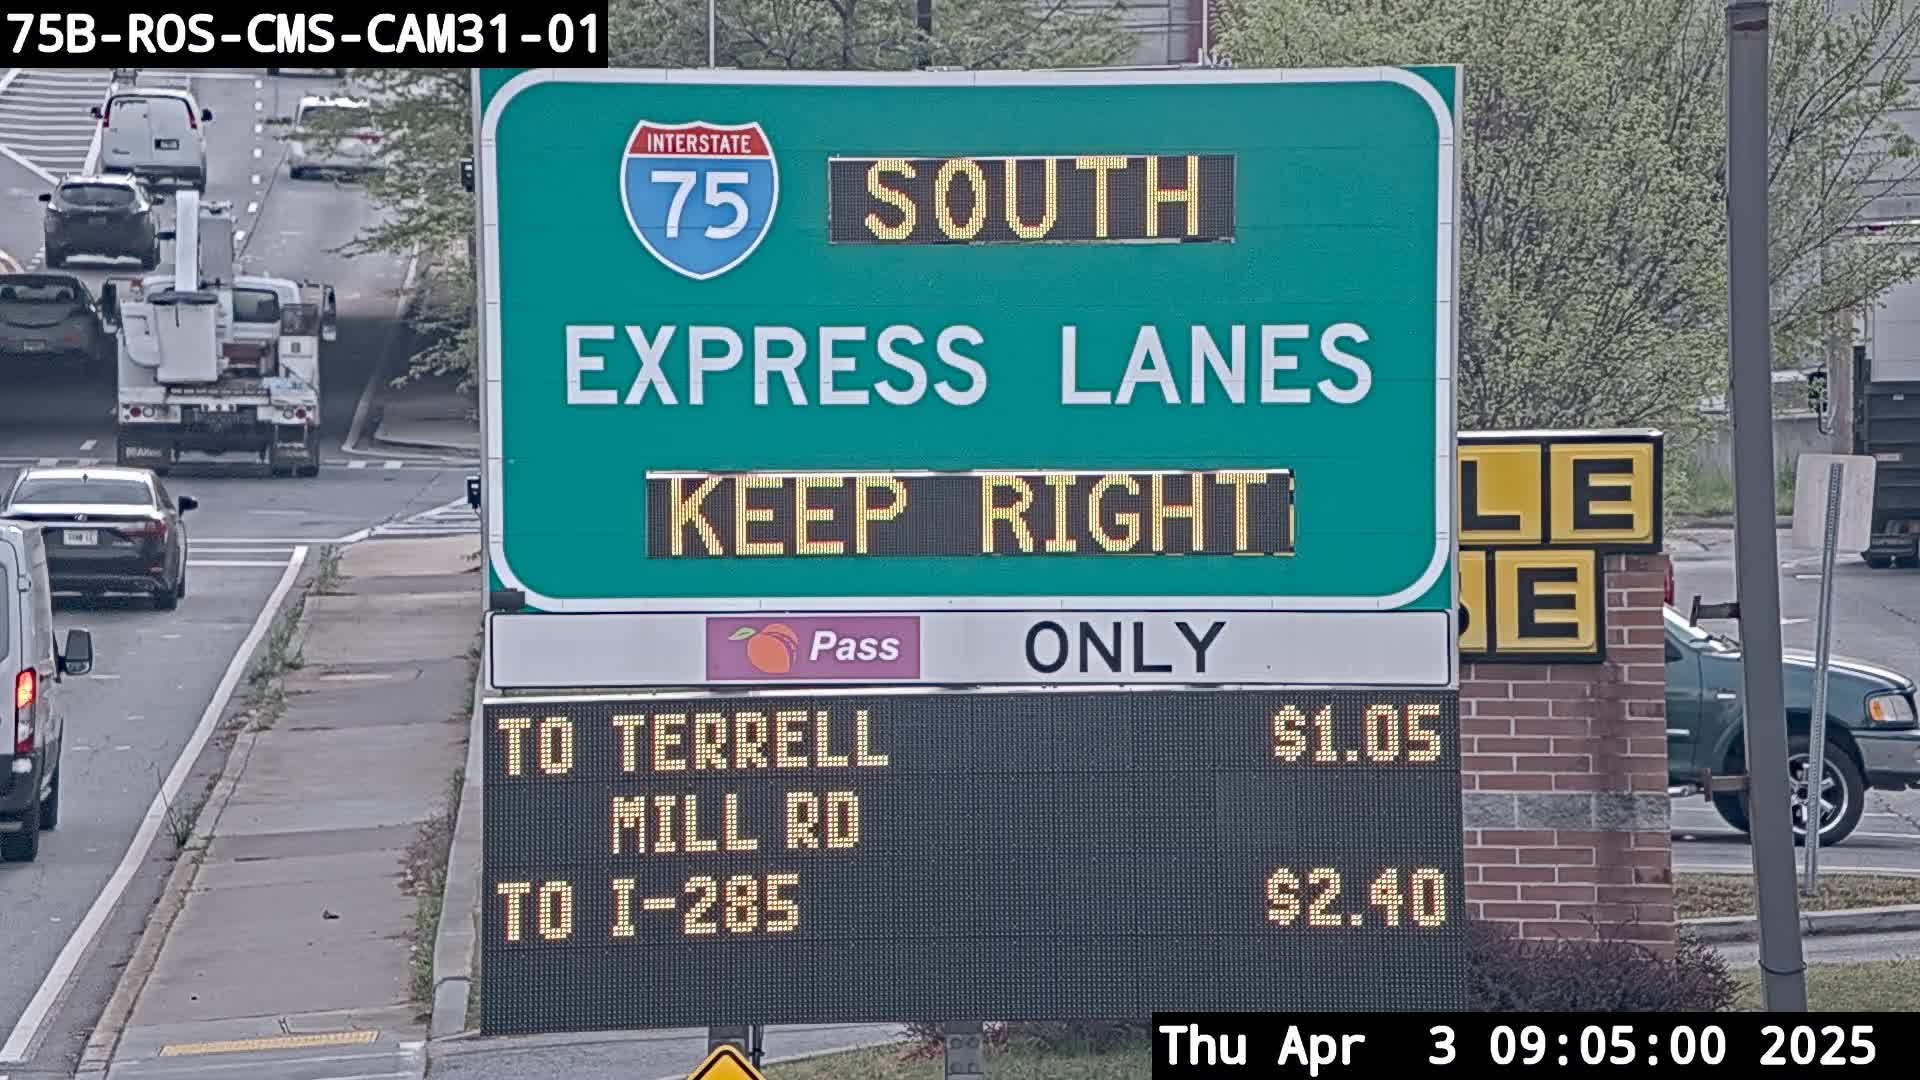 75B-ROS-CMS-CAM31-01
INTERSTATE
75
SOUTH
EXPRESS LANES
KEEP RIGHT
Pass ONLY
TO TERRELL $1.05
MILL RD
TO I-285 $2.40
LE
E
Thu Apr 3 09:05:00 2025